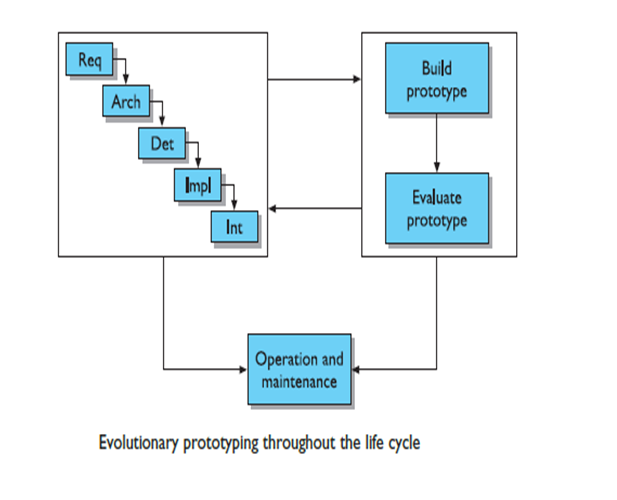 Req
Arch
Det
Impl
Int
Build
prototype
Evaluate
prototype
Operation and
maintenance
Evolutionary prototyping throughout the life cycle